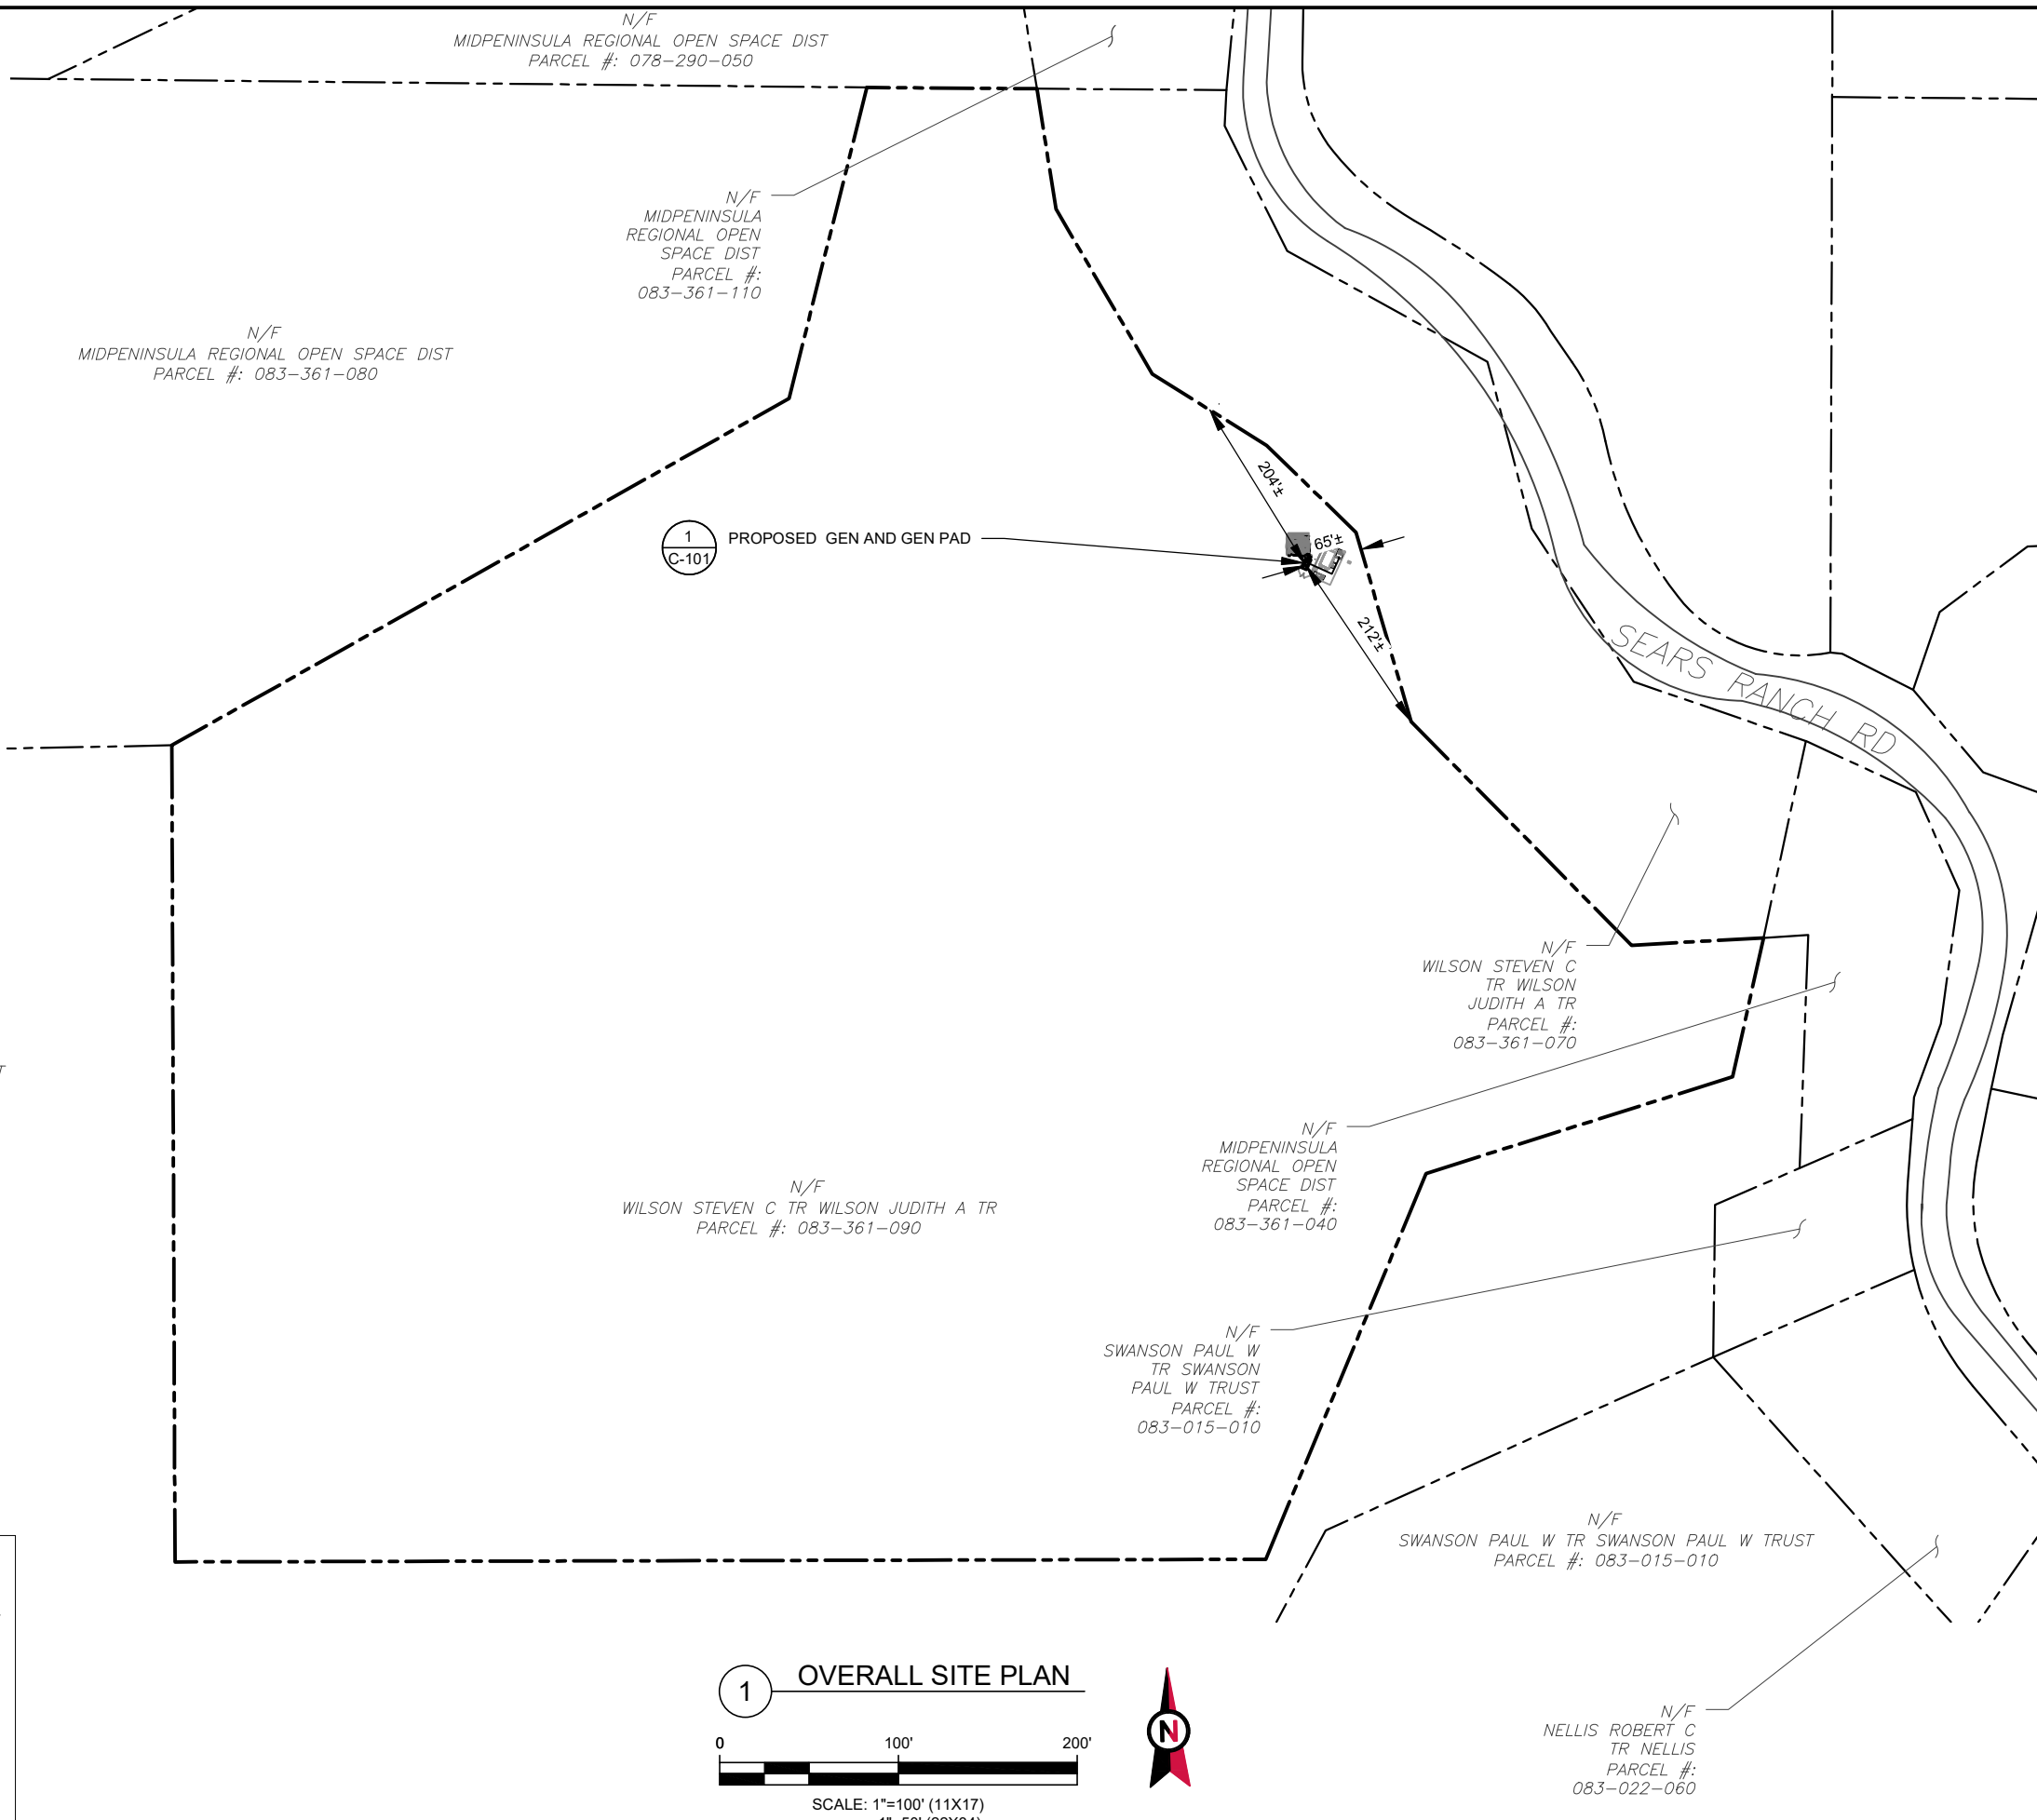 N/F
MIDPENINSULA REGIONAL OPEN SPACE DIST
PARCEL #: 078-290-050
N/F
MIDPENINSULA
REGIONAL OPEN
SPACE DIST
PARCEL #:
083-361-110
N/F
MIDPENINSULA REGIONAL OPEN SPACE DIST
PARCEL #: 083-361-080
204'±
1
C-101
PROPOSED GEN AND GEN PAD
65'±
212'±
SEARS RANCH RD
N/F
WILSON STEVEN C
TR WILSON
JUDITH A TR
PARCEL #:
083-361-070
N/F
MIDPENINSULA
REGIONAL OPEN
SPACE DIST
PARCEL #:
083-361-040
N/F
WILSON STEVEN C TR WILSON JUDITH A TR
PARCEL #: 083-361-090
N/F
SWANSON PAUL W
TR SWANSON
PAUL W TRUST
PARCEL #:
083-015-010
N/F
SWANSON PAUL W TR SWANSON PAUL W TRUST
PARCEL #: 083-015-010
N/F
NELLIS ROBERT C
TR NELLIS
PARCEL #:
083-022-060
1
OVERALL SITE PLAN
N
0 100' 200'
SCALE: 1"=100' (11X17)